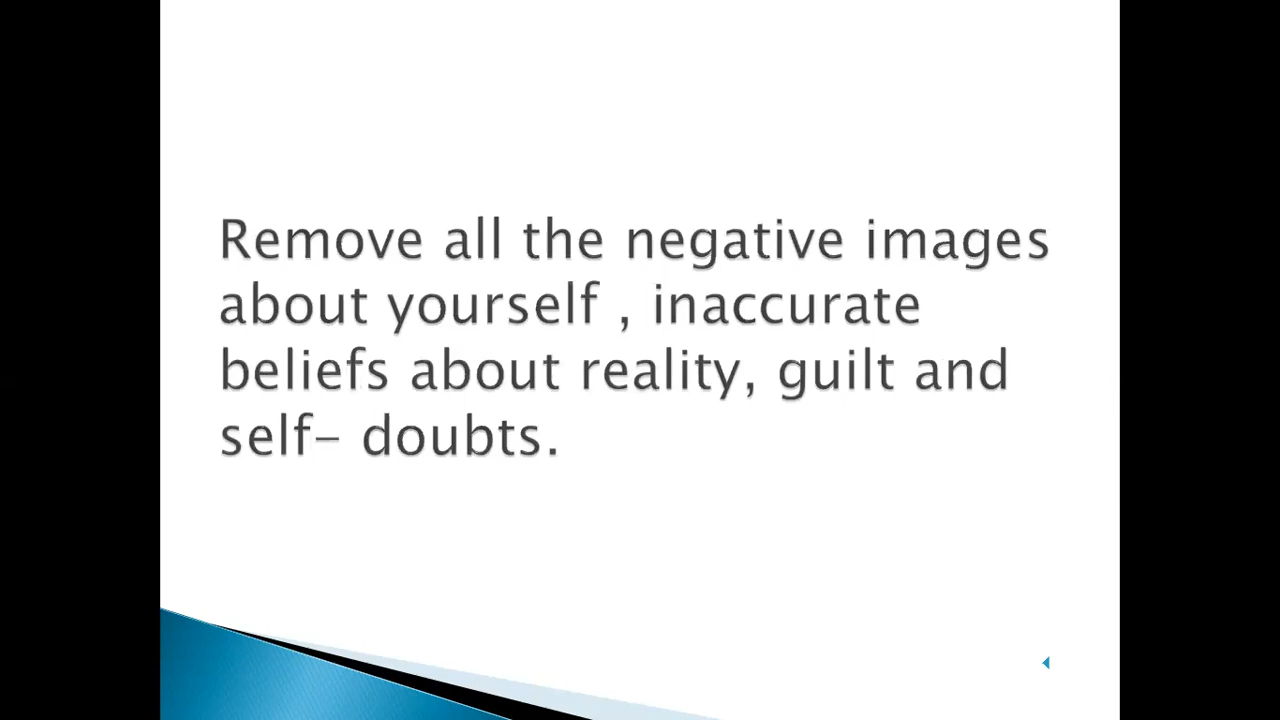 Remove all the negative images
about yourself , inaccurate
beliefs about reality, guilt and
self- doubts.